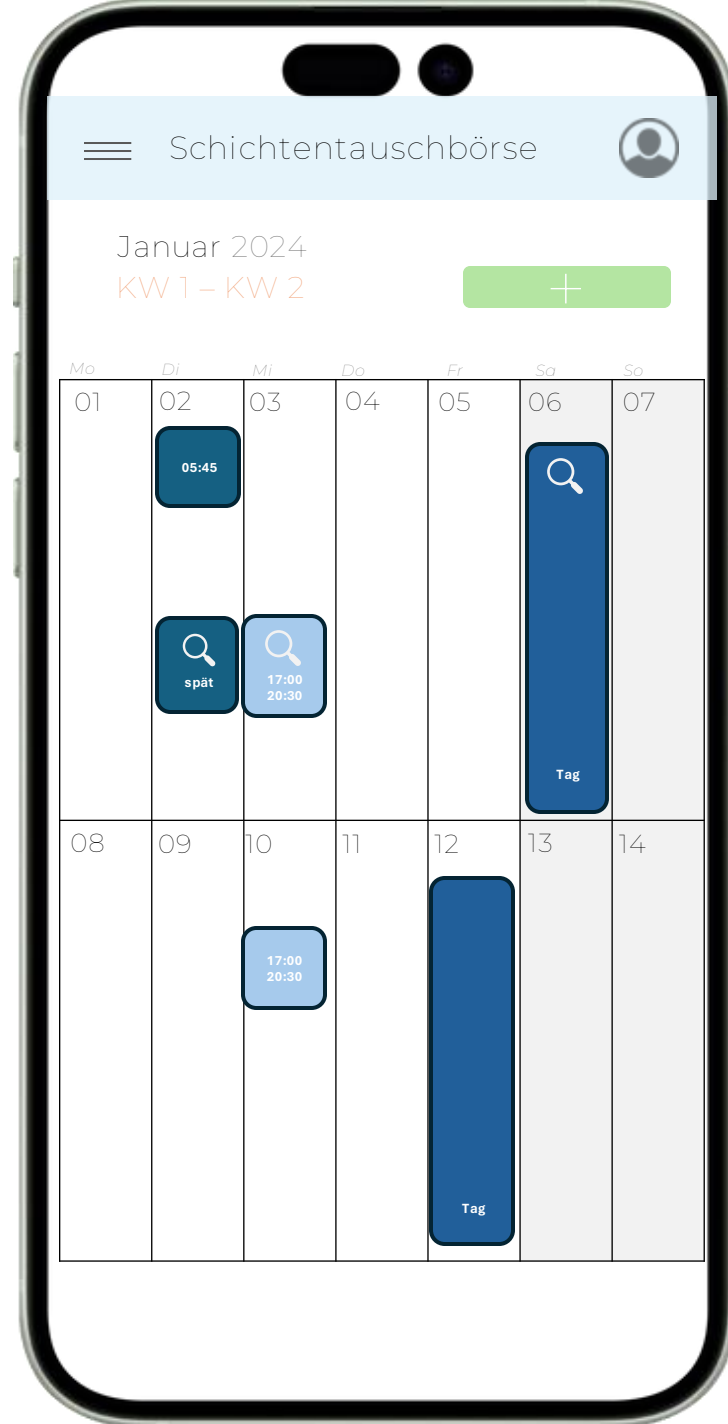 Schichtentauschbörse
Januar 2024
KW 1 – KW 2
Mo Di Mi Do Fr Sa So
01 02 03 04 05 06 07
05:45
spät
17:00
20:30
Tag
08 09 10 11 12 13 14
17:00
20:30
Tag